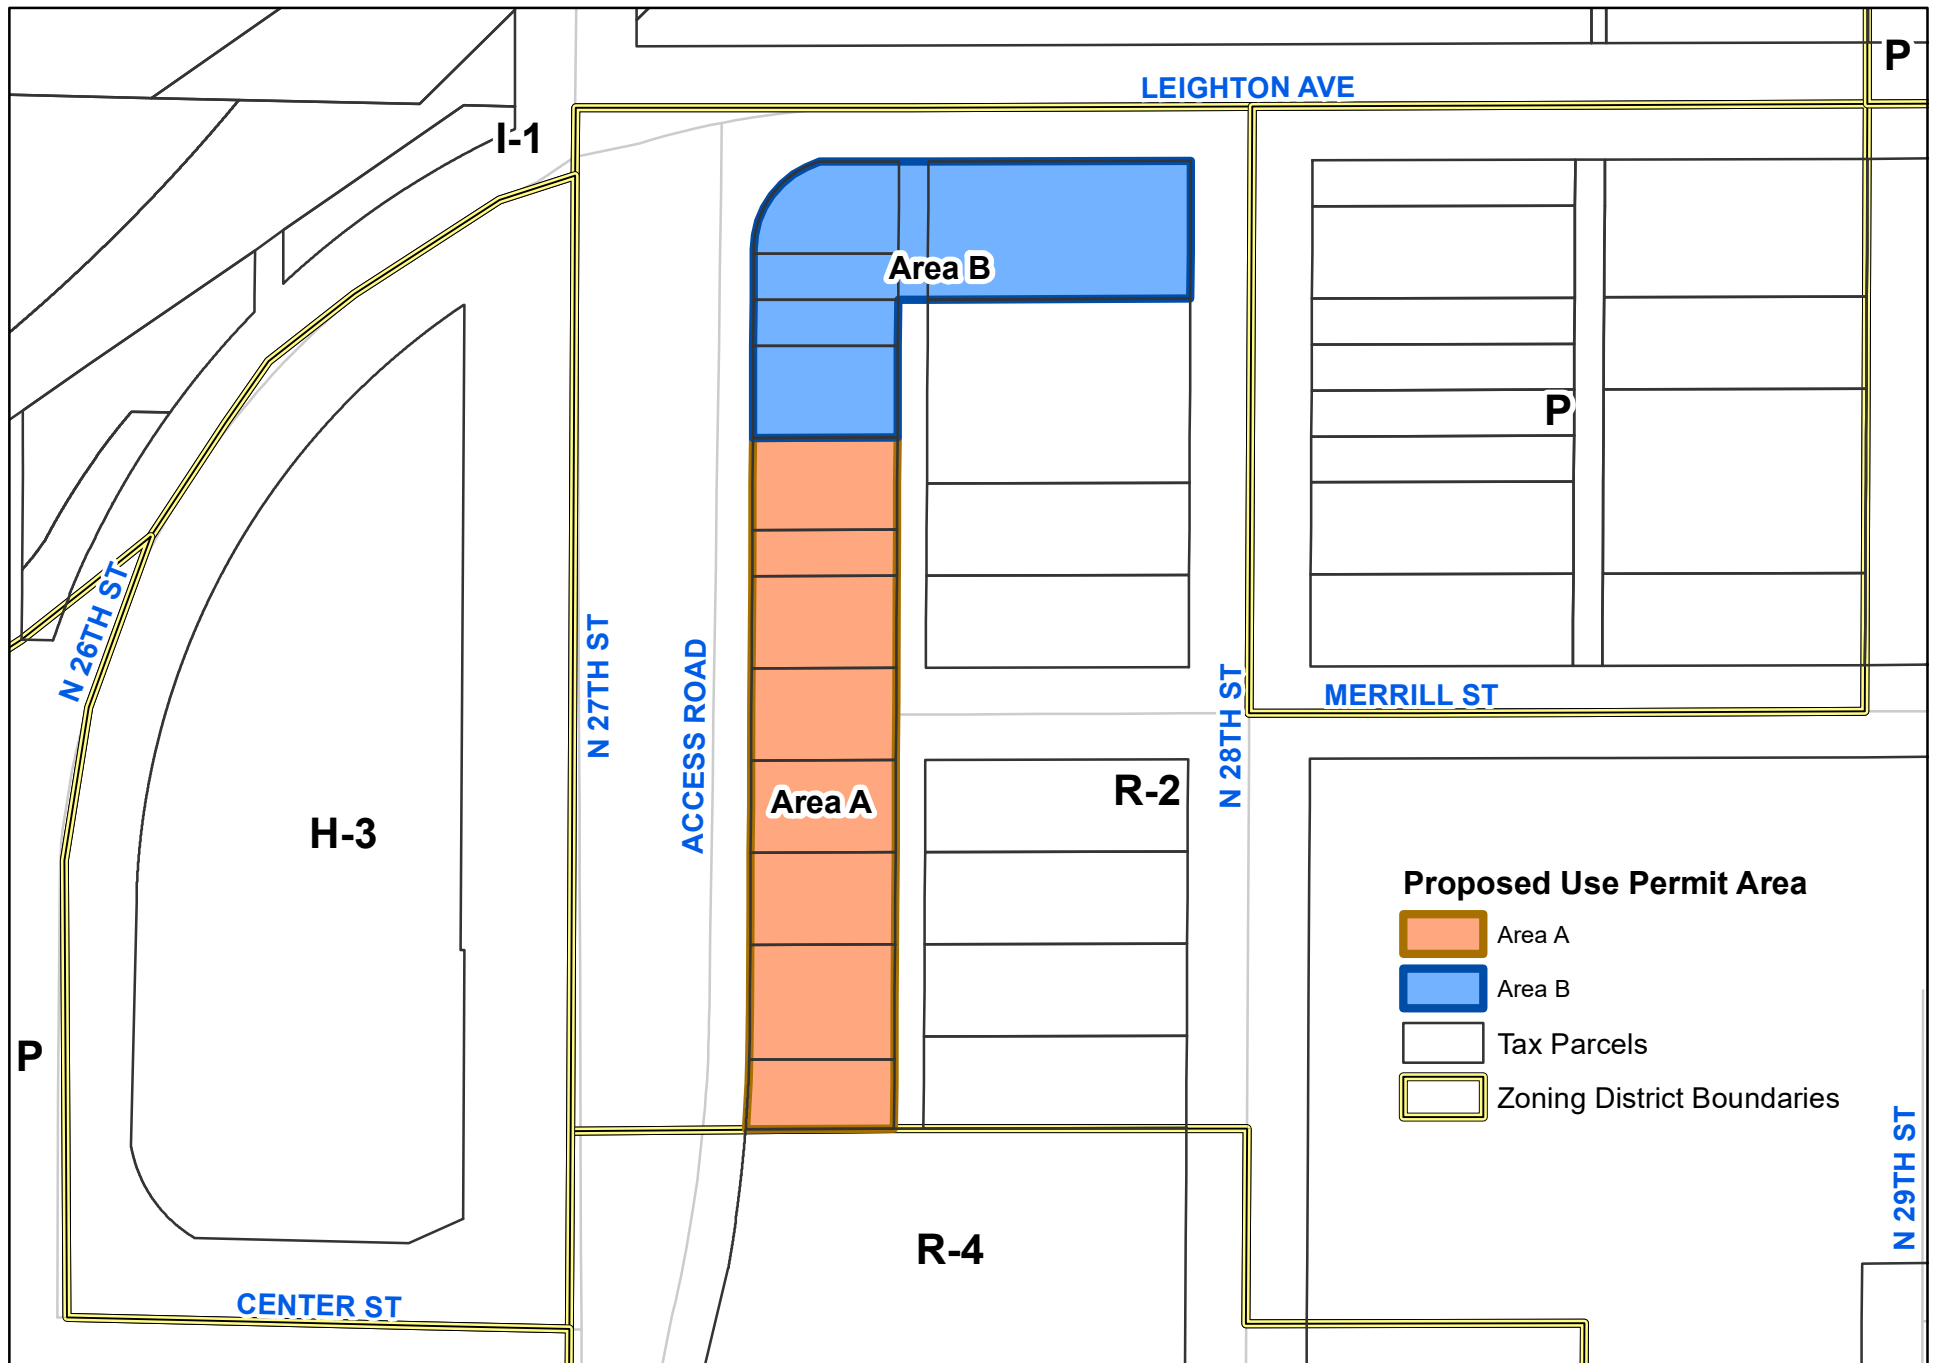 P
LEIGHTON AVE
I-1
Area B
P
N 26TH ST
N 27TH ST
ACCESS ROAD
N 28TH ST
MERRILL ST
Area A
R-2
H-3
Proposed Use Permit Area
Area A
Area B
Tax Parcels
Zoning District Boundaries
P
N 29TH ST
R-4
CENTER ST